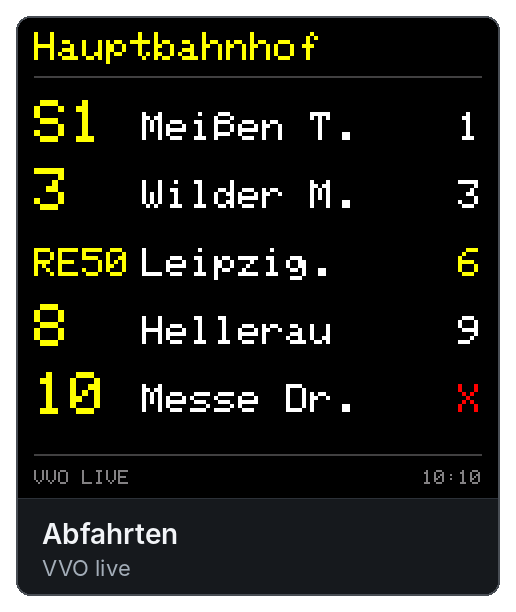 Hauptbahnhof
S1 Meißen T. 1
3 Wilder M. 3
RE50 Leipzig. 6
8 Hellerau 9
10 Messe Dr. X
VVO LIVE 10:10
Abfahrten
VVO live